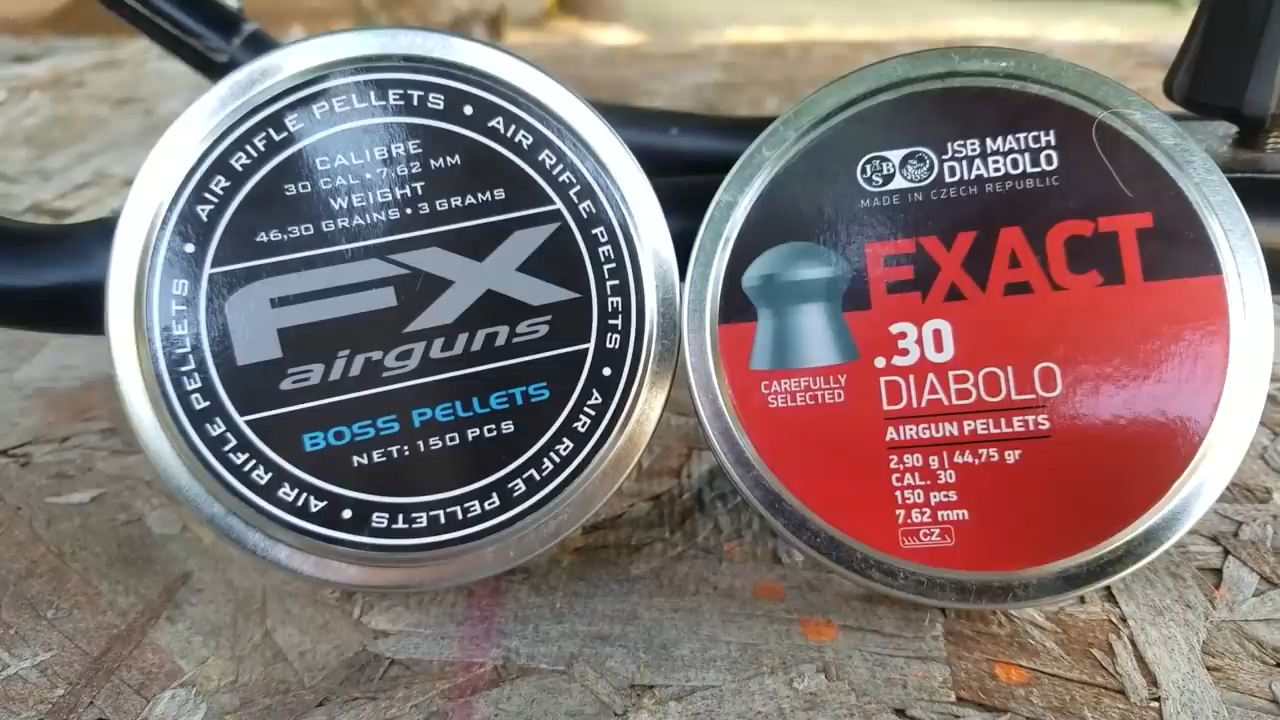 AIR RIFLE PELLETS • AIR RIFLE PELLETS • AIR RIFLE PELLETS • AIR RIFLE PELLETS •
CALIBRE
30 CAL • 7.62 MM
WEIGHT
46,30 GRAINS • 3 GRAMS
FX
airguns
BOSS PELLETS
NET: 150 PCS
JSB
JSB MATCH
DIABOLO
MADE IN CZECH REPUBLIC
EXACT
.30
DIABOLO
CAREFULLY
SELECTED
AIRGUN PELLETS
2,90 g | 44,75 gr
CAL. 30
150 pcs
7.62 mm
CZ